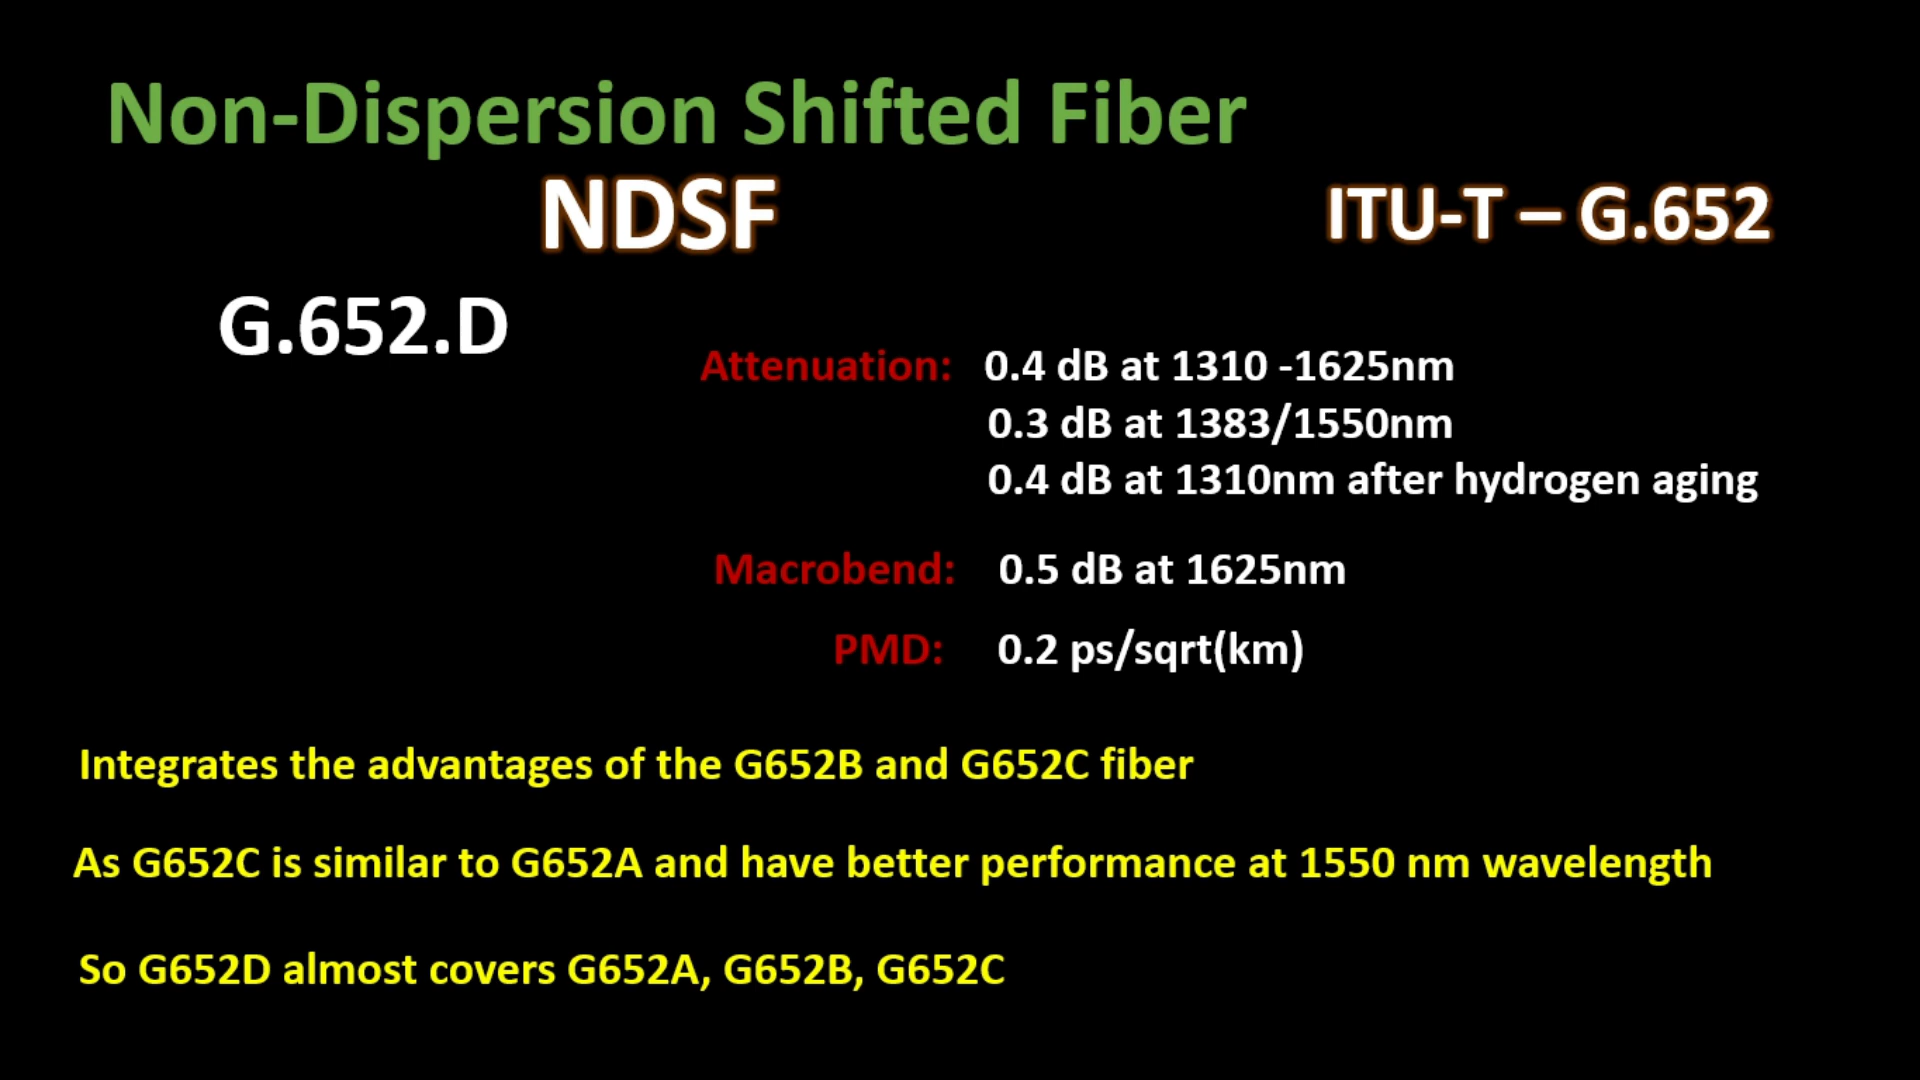 Non-Dispersion Shifted Fiber
NDSF
ITU-T – G.652
G.652.D
Attenuation: 0.4 dB at 1310 -1625nm
0.3 dB at 1383/1550nm
0.4 dB at 1310nm after hydrogen aging
Macrobend: 0.5 dB at 1625nm
PMD: 0.2 ps/sqrt(km)
Integrates the advantages of the G652B and G652C fiber
As G652C is similar to G652A and have better performance at 1550 nm wavelength
So G652D almost covers G652A, G652B, G652C